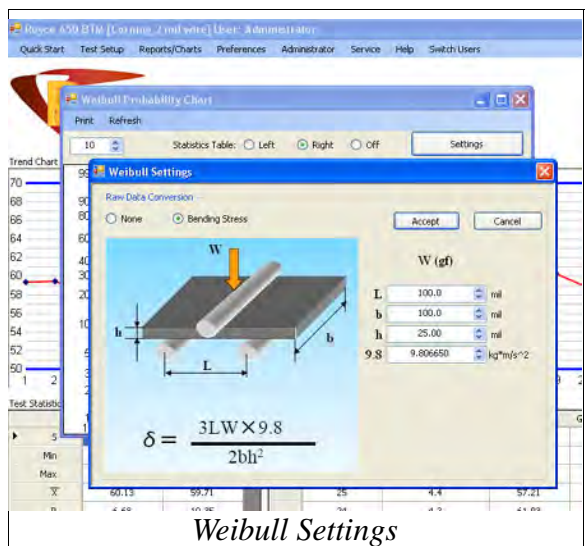 Royce 650 BTM [Corning_2 mil wire] User: Administrator
Quick Start Test Setup Reports/Charts Preferences Administrator Service Help Switch Users
Weibull Probability Chart
Print Refresh
10 Statistics Table: Left Right Off Settings
Trend Chart
Weibull Settings
Raw Data Conversion
None Bending Stress Accept Cancel
W
W (gf)
L 100.0 mil
b 100.0 mil
h 25.00 mil
9.8 9.806650 kg*m/s^2
h
b
L
δ = 3LW×9.8
2bh²
70
68
66
64
62
60
58
56
54
52
50
1 2
Test Statistic
S
Min
Max
X̅ 60.13 59.71 25 4.4 57.21
Weibull Settings